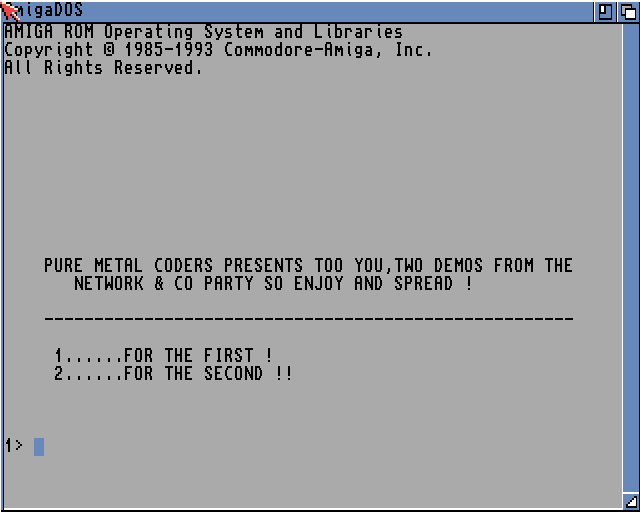 AmigaDOS
AMIGA ROM Operating System and Libraries
Copyright © 1985-1993 Commodore-Amiga, Inc.
All Rights Reserved.
PURE METAL CODERS PRESENTS TOO YOU,TWO DEMOS FROM THE
NETWORK & CO PARTY SO ENJOY AND SPREAD !
-----------------------------------------------------
1......FOR THE FIRST !
2......FOR THE SECOND !!
1>